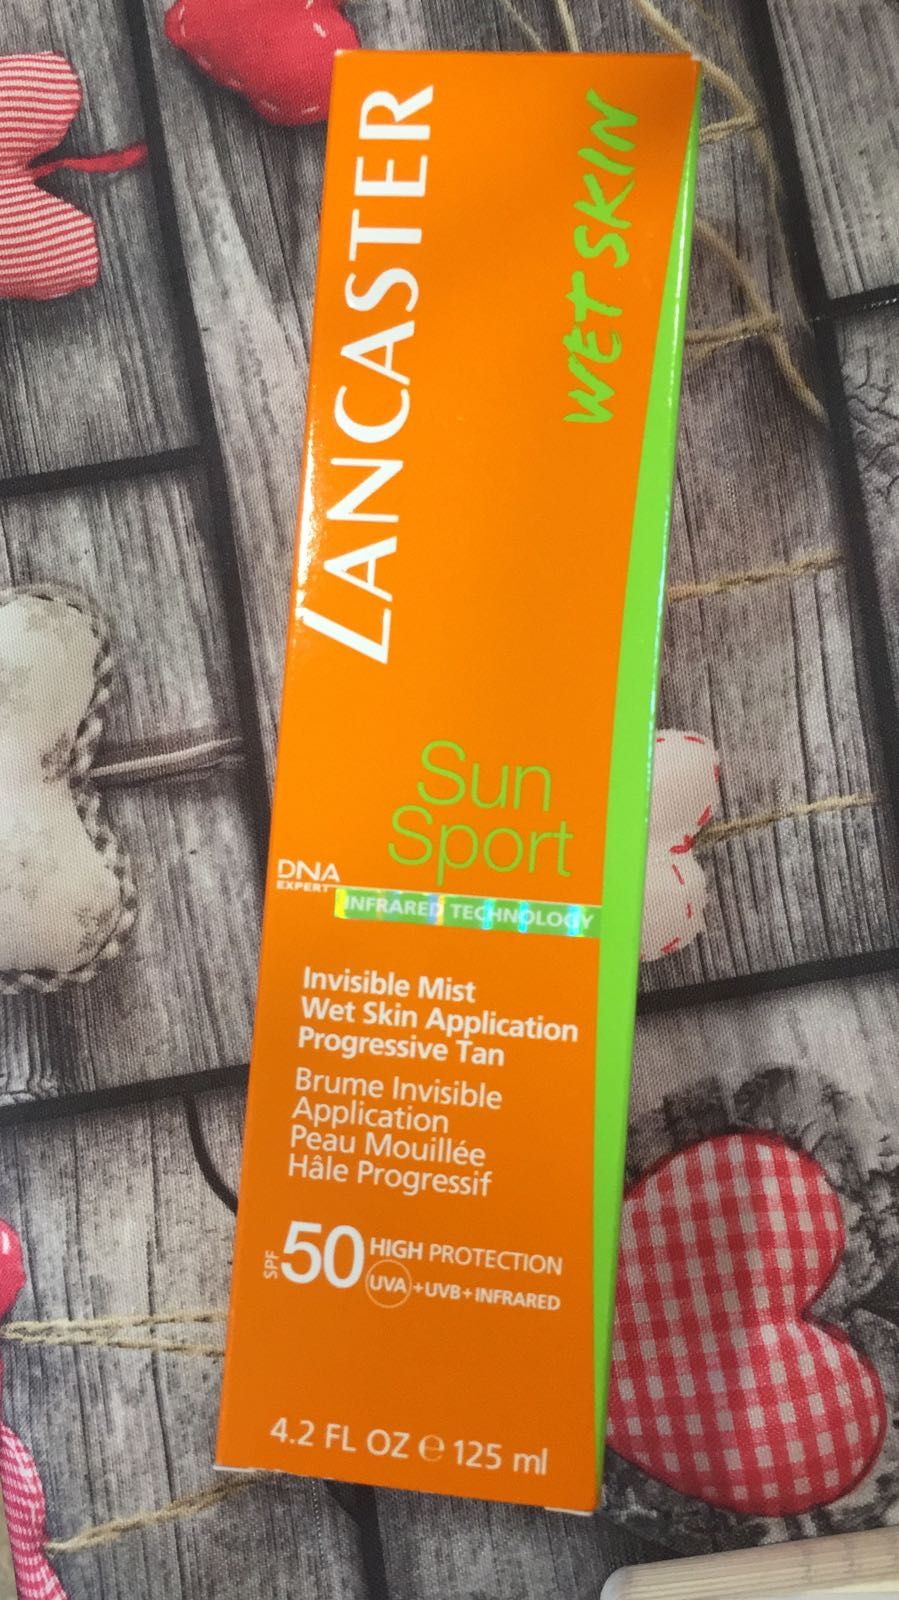 LANCASTER
WET SKIN
Sun
Sport
DNA
EXPERT
INFRARED TECHNOLOGY
Invisible Mist
Wet Skin Application
Progressive Tan
Brume Invisible
Application
Peau Mouillée
Hâle Progressif
SPF 50 HIGH PROTECTION
UVA +UVB+INFRARED
4.2 FL OZ ℮ 125 ml